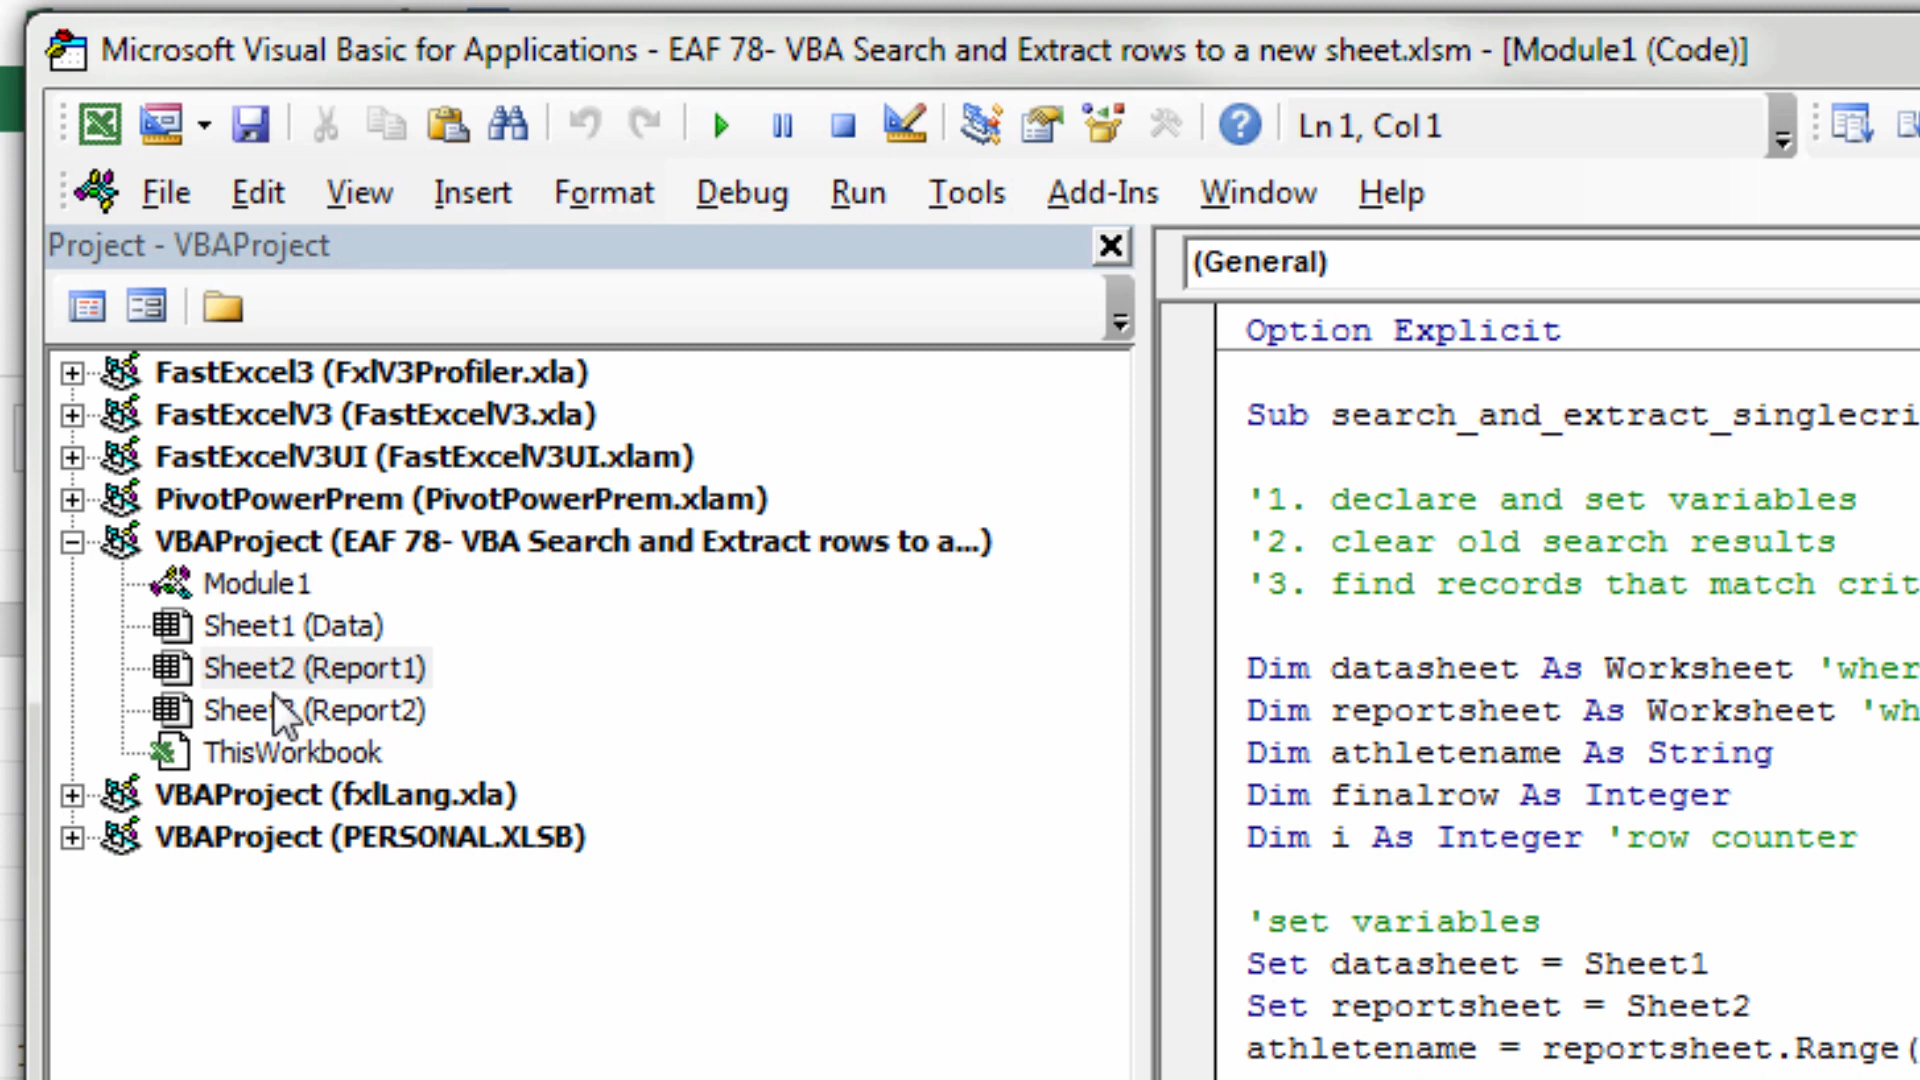 Microsoft Visual Basic for Applications - EAF 78- VBA Search and Extract rows to a new sheet.xlsm - [Module1 (Code)]
Ln 1, Col 1
File Edit View Insert Format Debug Run Tools Add-Ins Window Help
Project - VBAProject
(General)
FastExcel3 (FxlV3Profiler.xla)
FastExcelV3 (FastExcelV3.xla)
FastExcelV3UI (FastExcelV3UI.xlam)
PivotPowerPrem (PivotPowerPrem.xlam)
VBAProject (EAF 78- VBA Search and Extract rows to a...)
Module1
Sheet1 (Data)
Sheet2 (Report1)
(Report2)
ThisWorkbook
VBAProject (fxlLang.xla)
VBAProject (PERSONAL.XLSB)
Option Explicit
Sub search_and_extract_singlecri
'1. declare and set variables
'2. clear old search results
'3. find records that match crit
Dim datasheet As Worksheet 'wher
Dim reportsheet As Worksheet 'wh
Dim athletename As String
Dim finalrow As Integer
Dim i As Integer 'row counter
'set variables
Set datasheet = Sheet1
Set reportsheet = Sheet2
athletename = reportsheet.Range(